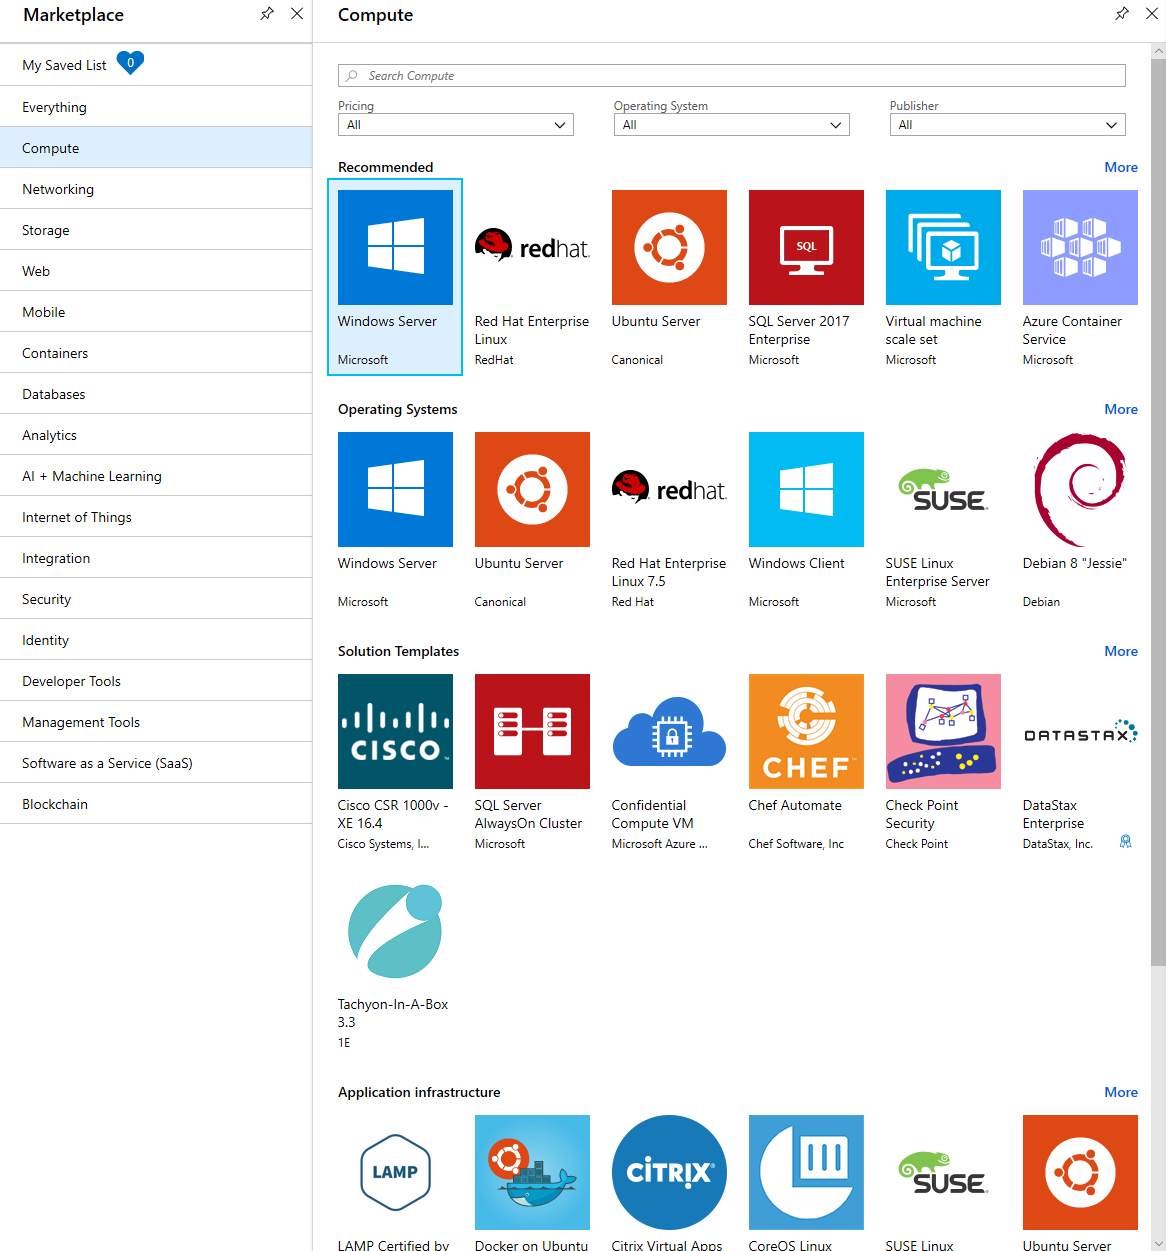 Marketplace
My Saved List 0
Everything
Compute
Networking
Storage
Web
Mobile
Containers
Databases
Analytics
AI + Machine Learning
Internet of Things
Integration
Security
Identity
Developer Tools
Management Tools
Software as a Service (SaaS)
Blockchain
Compute
Search Compute
Pricing
All
Operating System
All
Publisher
All
Recommended
More
Windows Server
Microsoft
redhat.
Red Hat Enterprise
Linux
RedHat
Ubuntu Server
Canonical
SQL
SQL Server 2017
Enterprise
Microsoft
Virtual machine
scale set
Microsoft
Azure Container
Service
Microsoft
Operating Systems
More
Windows Server
Microsoft
Ubuntu Server
Canonical
redhat.
Red Hat Enterprise
Linux 7.5
Red Hat
Windows Client
Microsoft
SUSE
SUSE Linux
Enterprise Server
Microsoft
Debian 8 "Jessie"
Debian
Solution Templates
More
CISCO
Cisco CSR 1000v -
XE 16.4
Cisco Systems, I...
SQL Server
AlwaysOn Cluster
Microsoft
Confidential
Compute VM
Microsoft Azure ...
CHEF
Chef Automate
Chef Software, Inc
Check Point
Security
Check Point
DATASTAX
DataStax
Enterprise
DataStax, Inc.
Tachyon-In-A-Box
3.3
1E
Application infrastructure
More
LAMP
LAMP Certified by
Docker on Ubuntu
CITRIX
Citrix Virtual Apps
CoreOS Linux
SUSE
SUSE Linux
Ubuntu Server